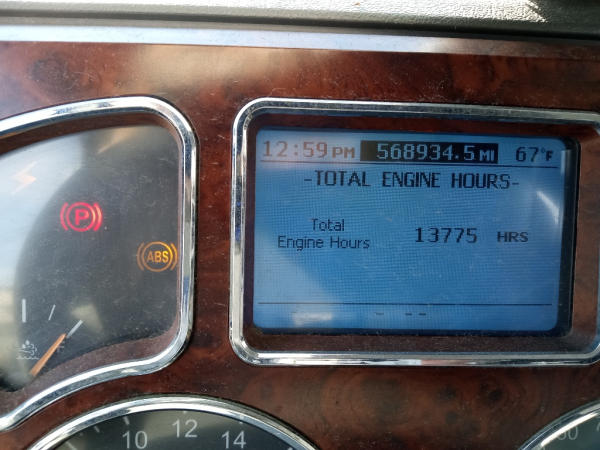 12:59 PM 568934.5 MI 67°F
-TOTAL ENGINE HOURS-
Total
Engine Hours 13775 HRS
P
ABS
10 12 14